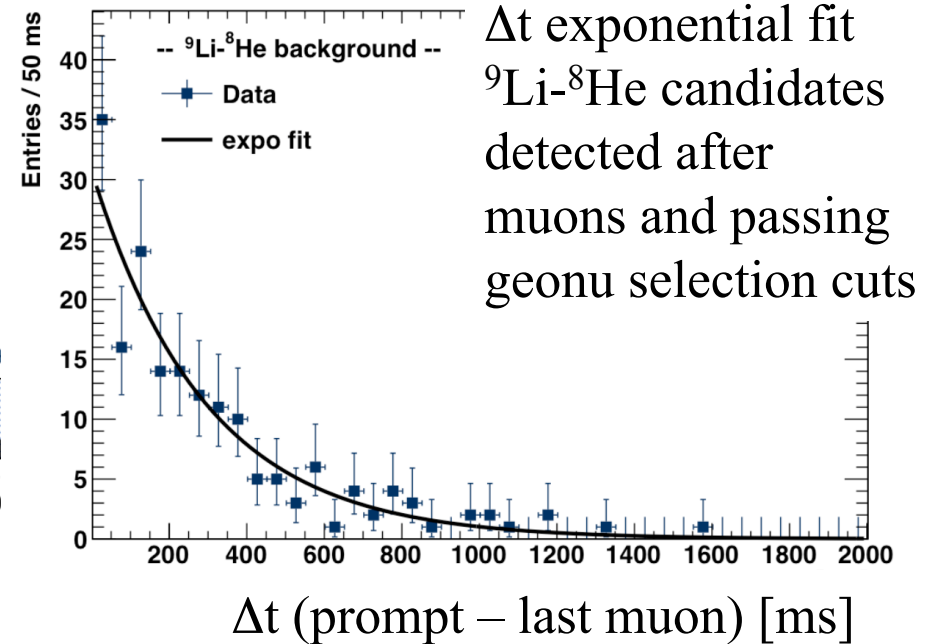 Δt exponential fit
⁹Li-⁸He candidates
detected after
muons and passing
geonu selection cuts
-- ⁹Li-⁸He background --
Data
expo fit
Entries / 50 ms
40
35
30
25
20
15
10
5
0
200 400 600 800 1000 1200 1400 1600 1800 2000
Δt (prompt – last muon) [ms]